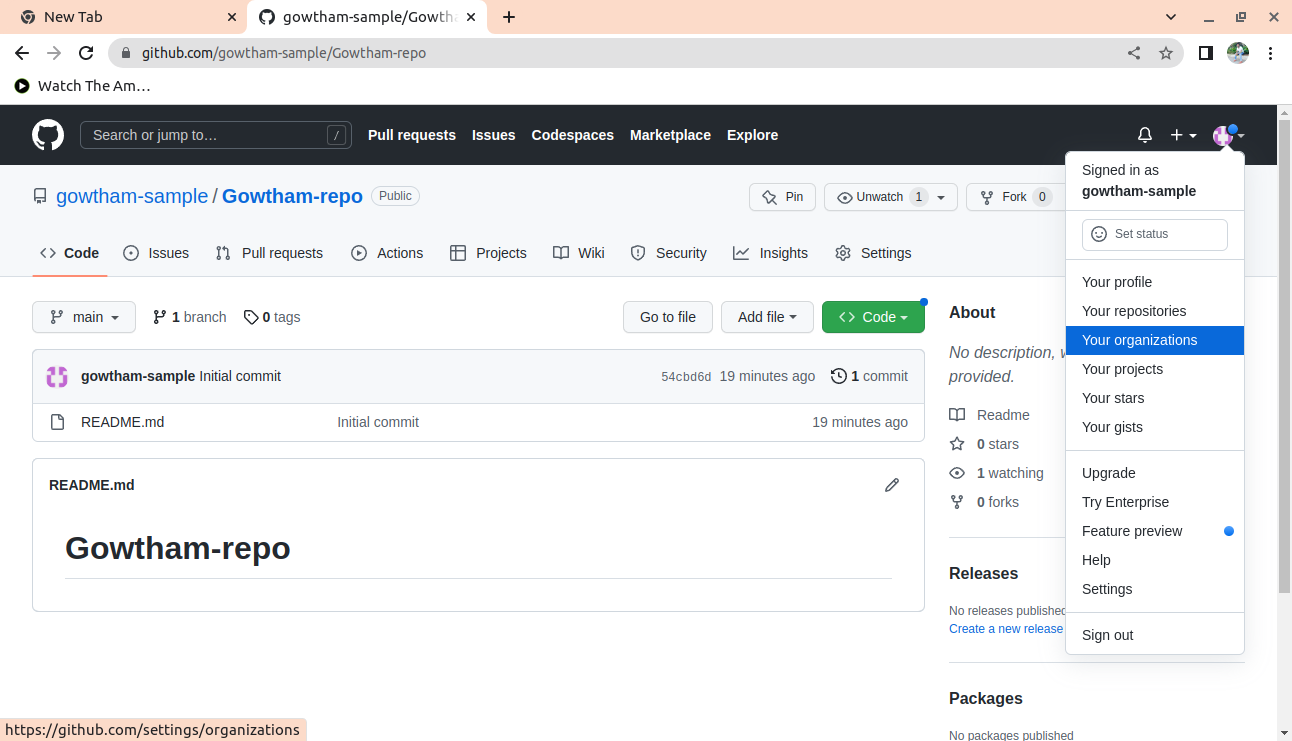 New Tab
gowtham-sample/Gowtha
github.com/gowtham-sample/Gowtham-repo
Watch The Am…
Search or jump to…
/
Pull requests
Issues
Codespaces
Marketplace
Explore
Signed in as
gowtham-sample
Set status
Your profile
Your repositories
Your organizations
Your projects
Your stars
Your gists
Upgrade
Try Enterprise
Feature preview
Help
Settings
Sign out
gowtham-sample / Gowtham-repo
Public
Pin
Unwatch 1
Fork 0
Code
Issues
Pull requests
Actions
Projects
Wiki
Security
Insights
Settings
main
1 branch
0 tags
Go to file
Add file
Code
gowtham-sample Initial commit
54cbd6d 19 minutes ago
1 commit
README.md Initial commit 19 minutes ago
README.md
Gowtham-repo
About
No description,
provided.
Readme
0 stars
1 watching
0 forks
Releases
No releases published
Create a new release
Packages
No packages published
https://github.com/settings/organizations